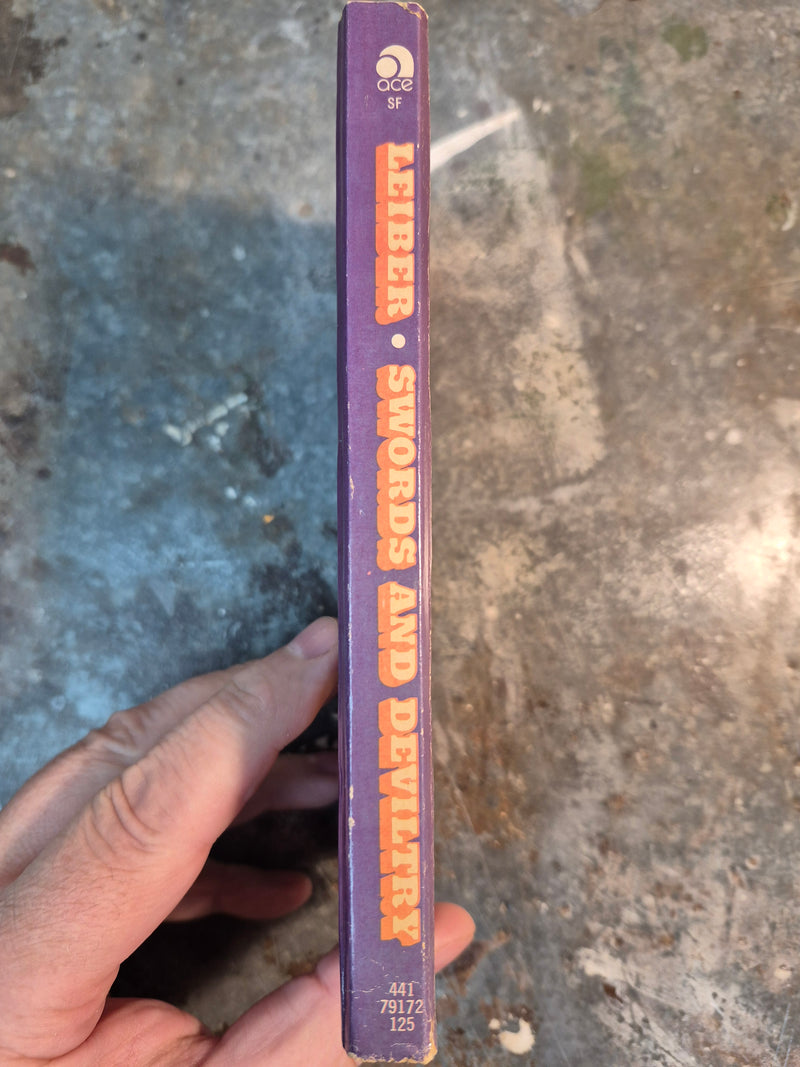 ace
SF
LEIBER • SWORDS AND DEVILTRY
441
79172
125